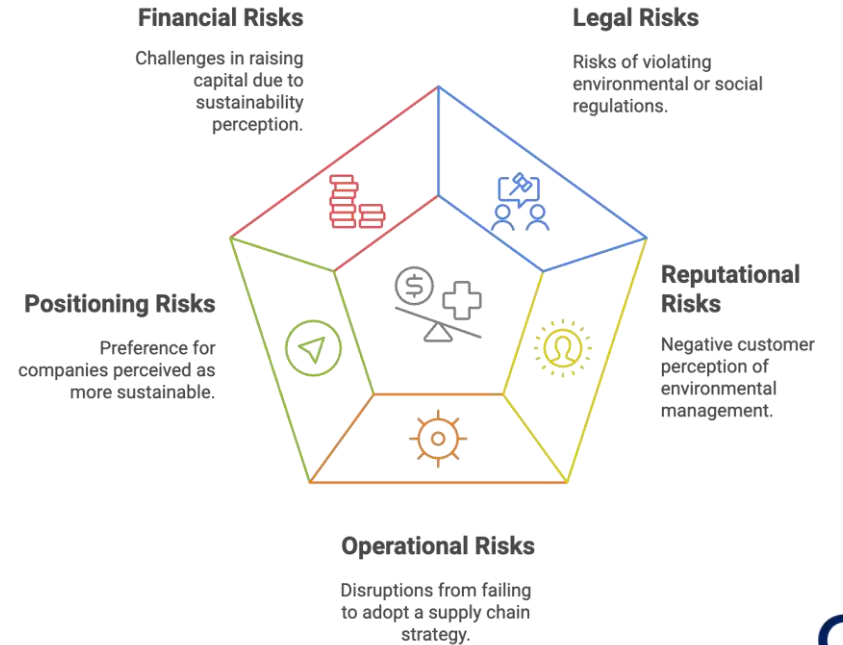 Financial Risks
Challenges in raising
capital due to
sustainability
perception.
Legal Risks
Risks of violating
environmental or social
regulations.
Positioning Risks
Preference for
companies perceived as
more sustainable.
$
Reputational
Risks
Negative customer
perception of
environmental
management.
Operational Risks
Disruptions from failing
to adopt a supply chain
strategy.